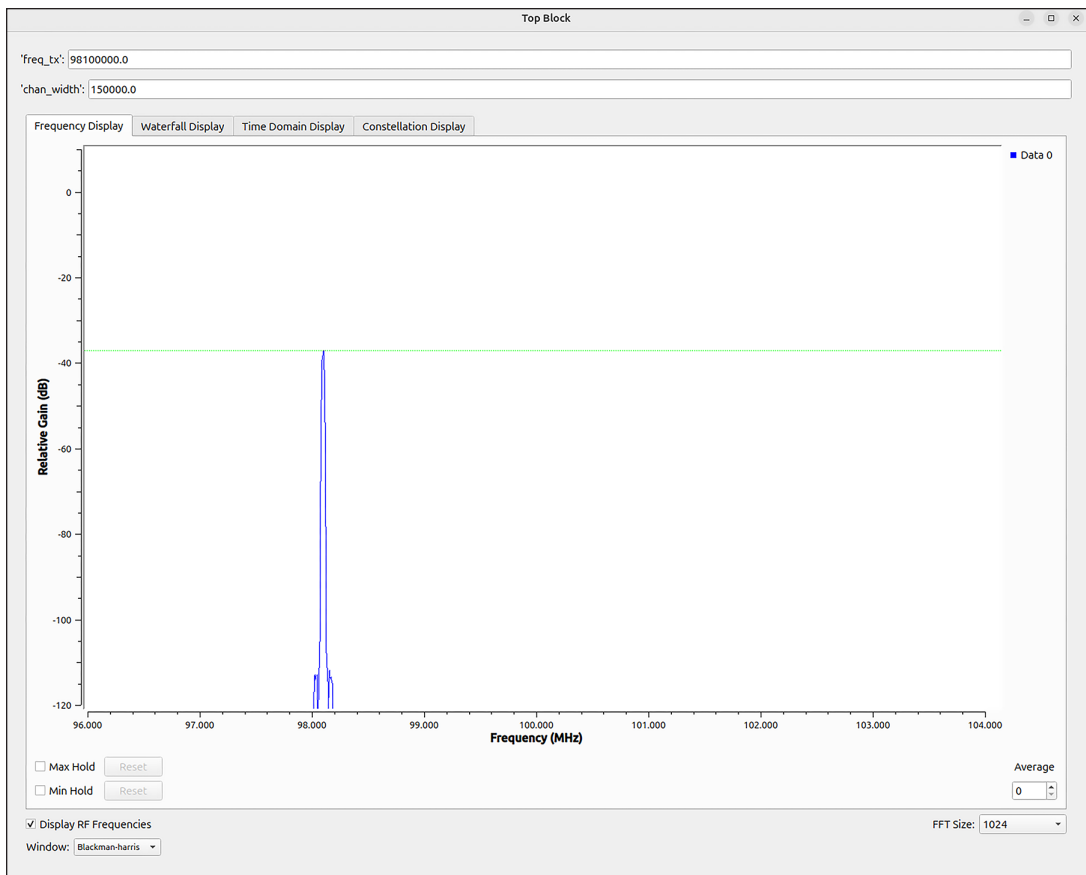 Top Block
'freq_tx': 98100000.0
'chan_width': 150000.0
Frequency Display Waterfall Display Time Domain Display Constellation Display
Data 0
0
-20
-40
-60
-80
-100
-120
Relative Gain (dB)
96.000 97.000 98.000 99.000 100.000 101.000 102.000 103.000 104.000
Frequency (MHz)
Max Hold Reset Average
Min Hold Reset 0
Display RF Frequencies FFT Size: 1024
Window: Blackman-harris